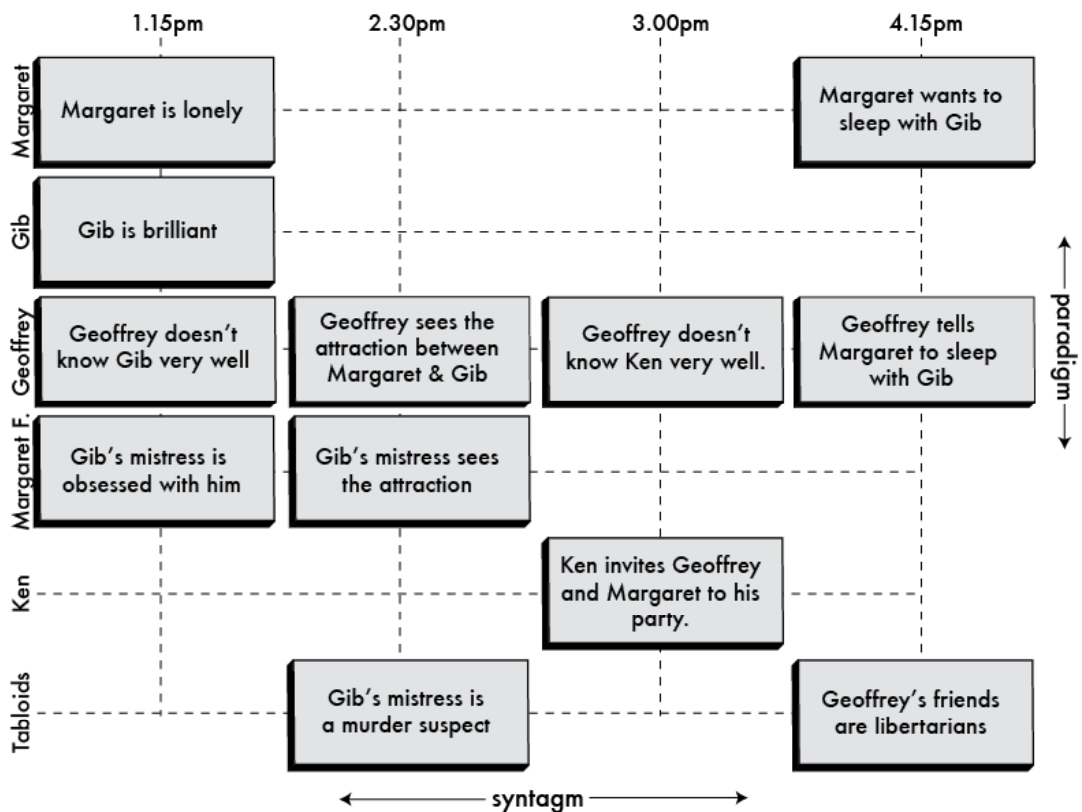 1.15pm 2.30pm 3.00pm 4.15pm
Margaret
Margaret is lonely
Margaret wants to
sleep with Gib
Gib
Gib is brilliant
Geoffrey
Geoffrey doesn't
know Gib very well
Geoffrey sees the
attraction between
Margaret & Gib
Geoffrey doesn't
know Ken very well.
Geoffrey tells
Margaret to sleep
with Gib
paradigm
Margaret F.
Gib's mistress is
obsessed with him
Gib's mistress sees
the attraction
Ken
Ken invites Geoffrey
and Margaret to his
party.
Tabloids
Gib's mistress is
a murder suspect
Geoffrey's friends
are libertarians
syntagm